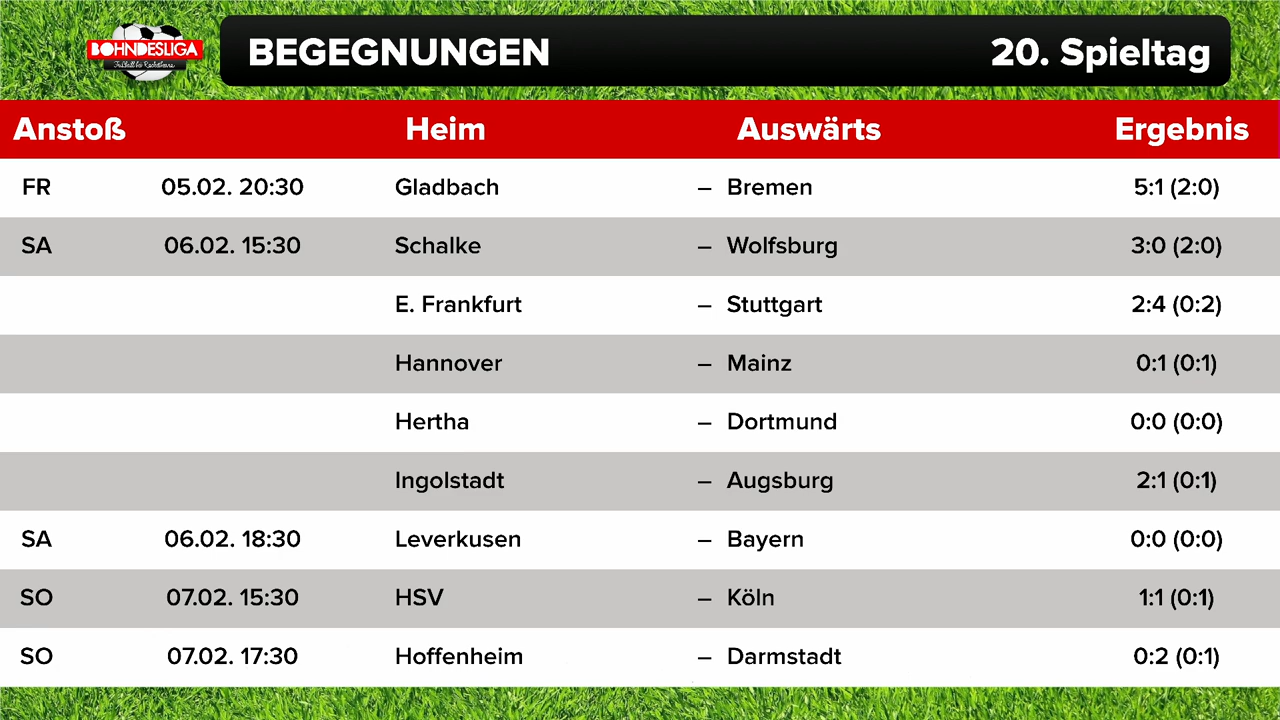 BOHNDESLIGA
Fußball bei Rocketbeans
BEGEGNUNGEN 20. Spieltag
Anstoß Heim Auswärts Ergebnis
FR 05.02. 20:30 Gladbach – Bremen 5:1 (2:0)
SA 06.02. 15:30 Schalke – Wolfsburg 3:0 (2:0)
E. Frankfurt – Stuttgart 2:4 (0:2)
Hannover – Mainz 0:1 (0:1)
Hertha – Dortmund 0:0 (0:0)
Ingolstadt – Augsburg 2:1 (0:1)
SA 06.02. 18:30 Leverkusen – Bayern 0:0 (0:0)
SO 07.02. 15:30 HSV – Köln 1:1 (0:1)
SO 07.02. 17:30 Hoffenheim – Darmstadt 0:2 (0:1)